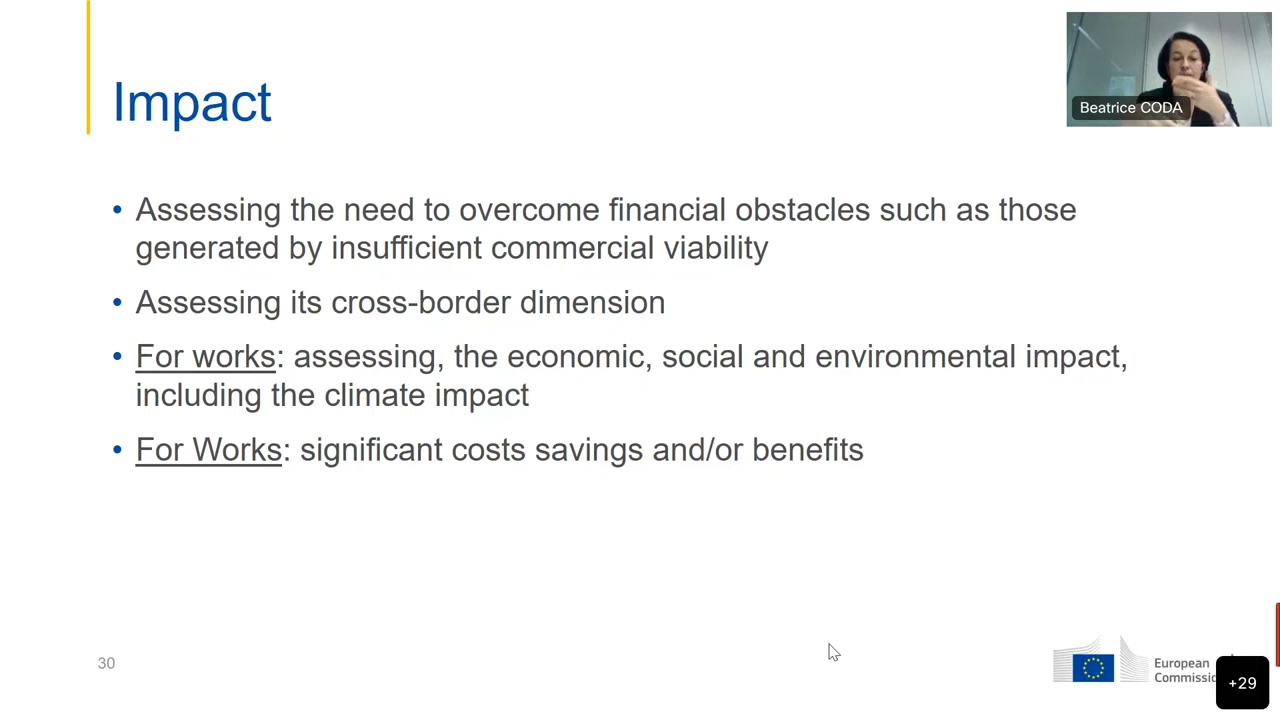 Impact
Beatrice CODA
• Assessing the need to overcome financial obstacles such as those
generated by insufficient commercial viability
• Assessing its cross-border dimension
• For works: assessing, the economic, social and environmental impact,
including the climate impact
• For Works: significant costs savings and/or benefits
30
European
Commissio
+29